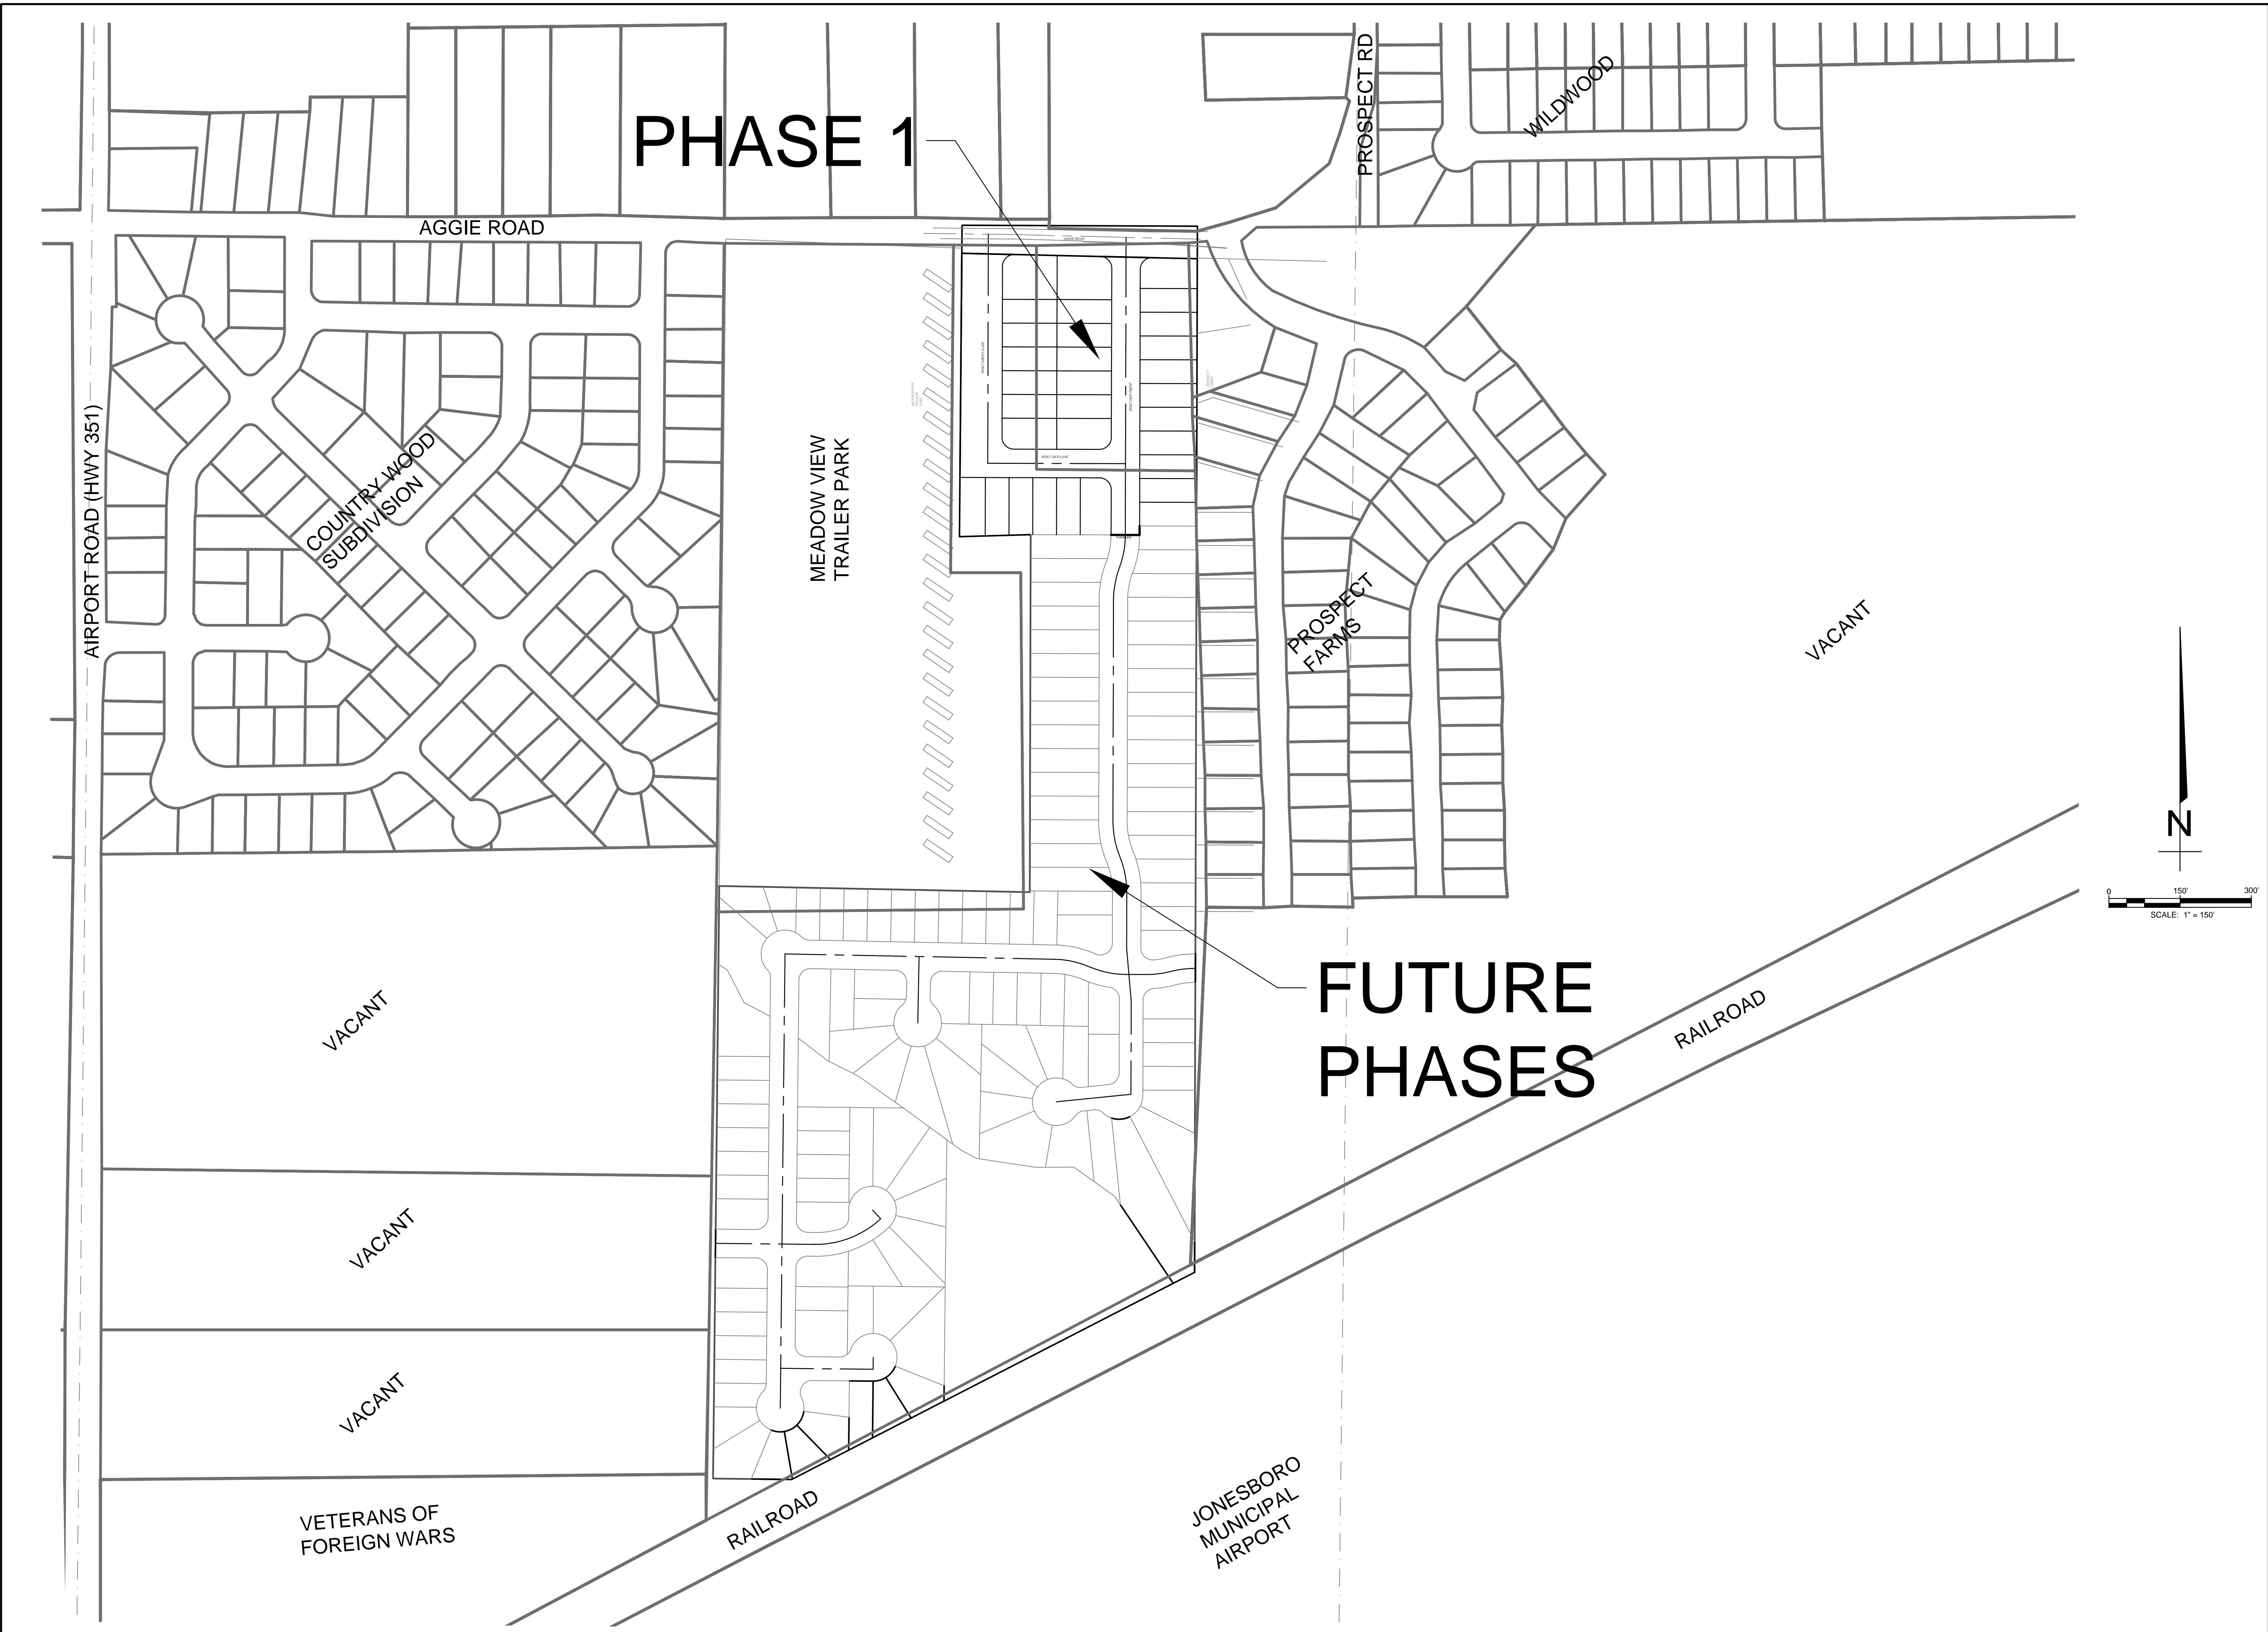 PHASE 1
PROSPECT RD
WILDWOOD
AGGIE ROAD
AIRPORT ROAD (HWY 351)
COUNTRY WOOD
SUBDIVISION
MEADOW VIEW
TRAILER PARK
PROSPECT
FARMS
VACANT
N
0 150' 300'
SCALE: 1" = 150'
FUTURE
PHASES
RAILROAD
VACANT
VACANT
VACANT
VETERANS OF
FOREIGN WARS
RAILROAD
JONESBORO
MUNICIPAL
AIRPORT